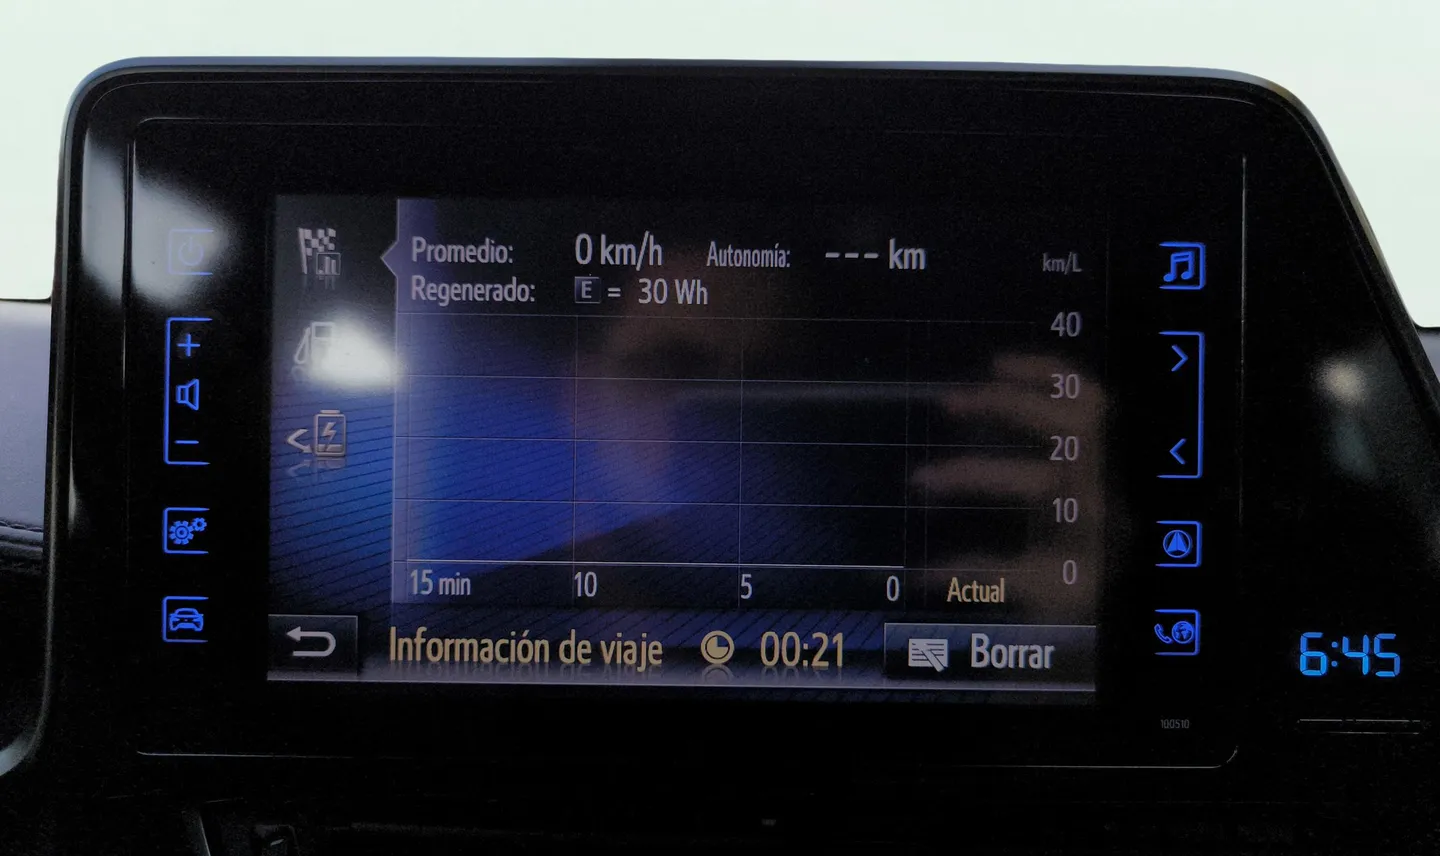 Promedio: 0 km/h Autonomía: --- km
Regenerado: E = 30 Wh
km/L
40
30
20
10
0
15 min 10 5 0 Actual
Información de viaje 00:21 Borrar
6:45
100510